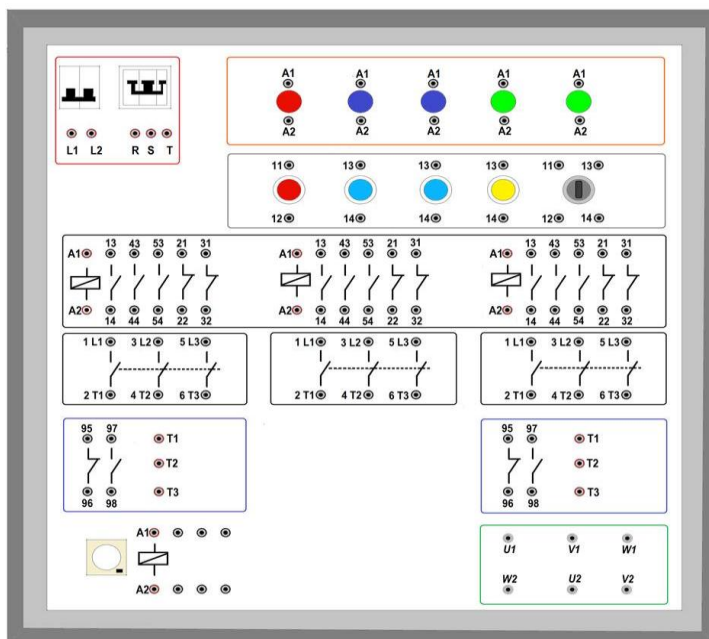 A1 A1 A1 A1 A1
A2 A2 A2 A2 A2
L1 L2 R S T
11 13 13 13 11 13
12 14 14 14 12 14
A1 13 43 53 21 31 A1 13 43 53 21 31 A1 13 43 53 21 31
A2 14 44 54 22 32 A2 14 44 54 22 32 A2 14 44 54 22 32
1 L1 3 L2 5 L3 1 L1 3 L2 5 L3 1 L1 3 L2 5 L3
2 T1 4 T2 6 T3 2 T1 4 T2 6 T3 2 T1 4 T2 6 T3
95 97 T1 95 97 T1
T2 T2
96 98 T3 96 98 T3
A1
A2
U1 V1 W1
W2 U2 V2